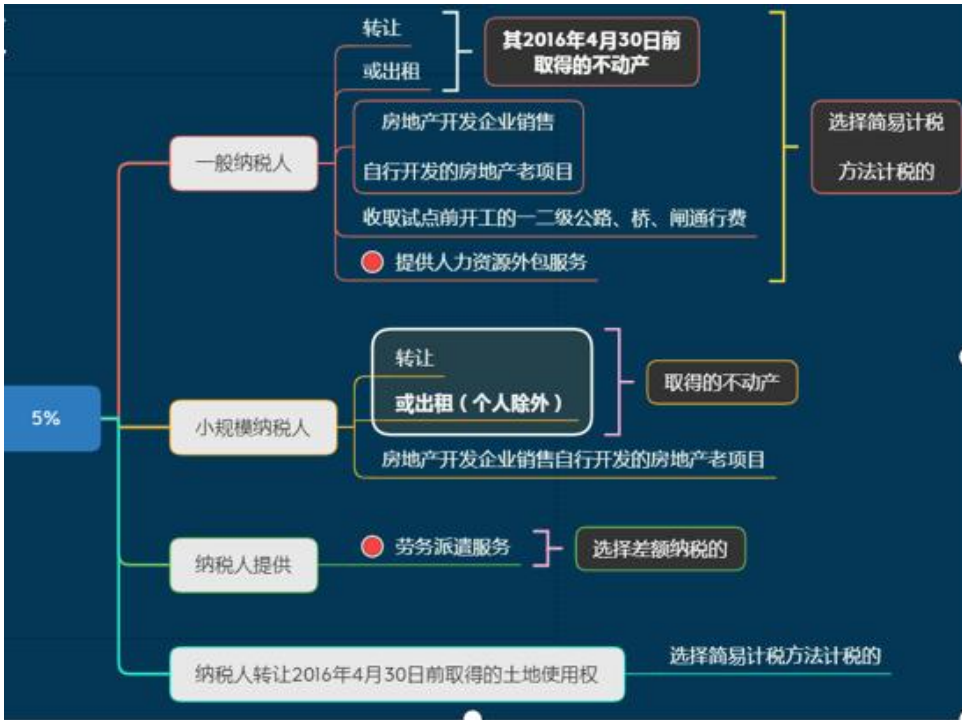 5%
一般纳税人
转让
或出租
其2016年4月30日前
取得的不动产
房地产开发企业销售
自行开发的房地产老项目
收取试点前开工的一二级公路、桥、闸通行费
提供人力资源外包服务
选择简易计税
方法计税的
小规模纳税人
转让
或出租（个人除外）
取得的不动产
房地产开发企业销售自行开发的房地产老项目
纳税人提供
劳务派遣服务
选择差额纳税的
纳税人转让2016年4月30日前取得的土地使用权
选择简易计税方法计税的